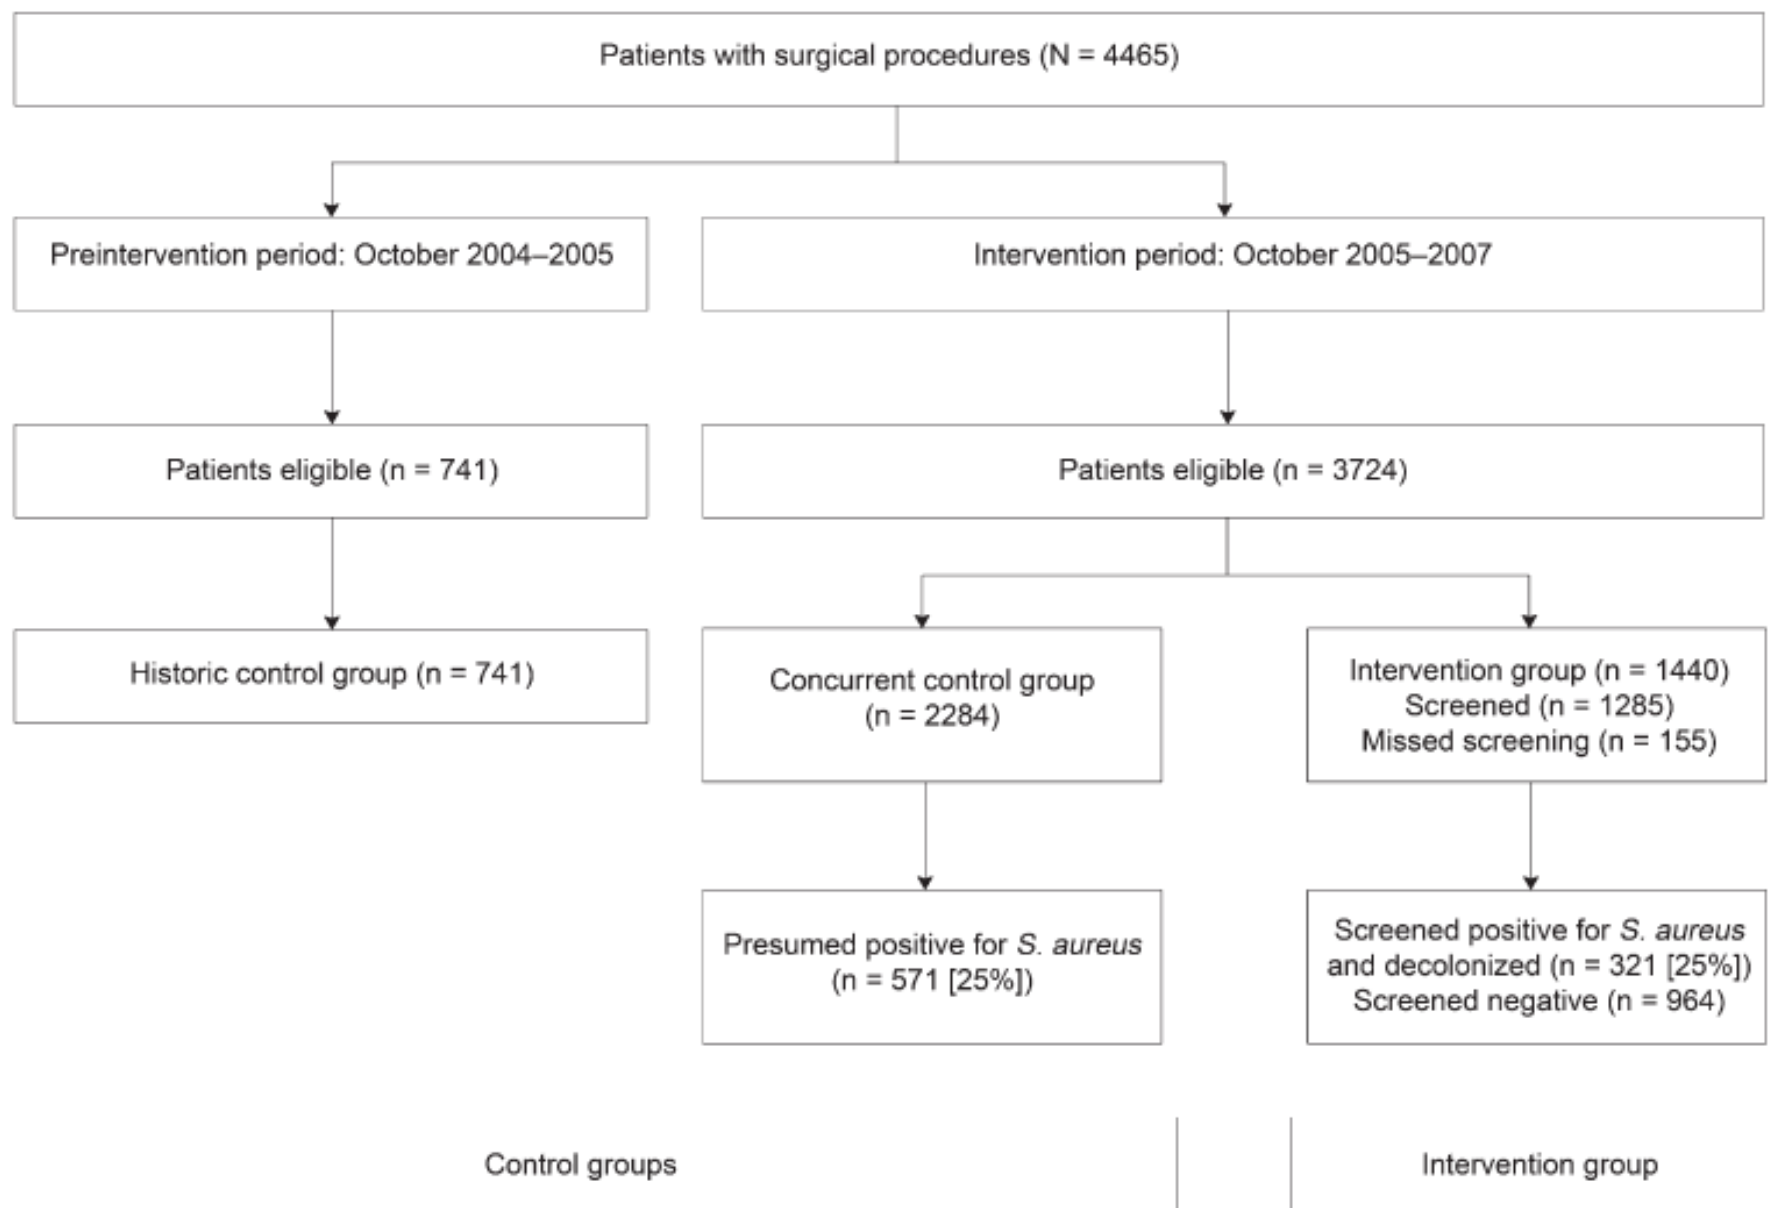 Patients with surgical procedures (N = 4465)
Preintervention period: October 2004–2005
Intervention period: October 2005–2007
Patients eligible (n = 741)
Patients eligible (n = 3724)
Historic control group (n = 741)
Concurrent control group
(n = 2284)
Intervention group (n = 1440)
Screened (n = 1285)
Missed screening (n = 155)
Presumed positive for S. aureus
(n = 571 [25%])
Screened positive for S. aureus
and decolonized (n = 321 [25%])
Screened negative (n = 964)
Control groups
Intervention group